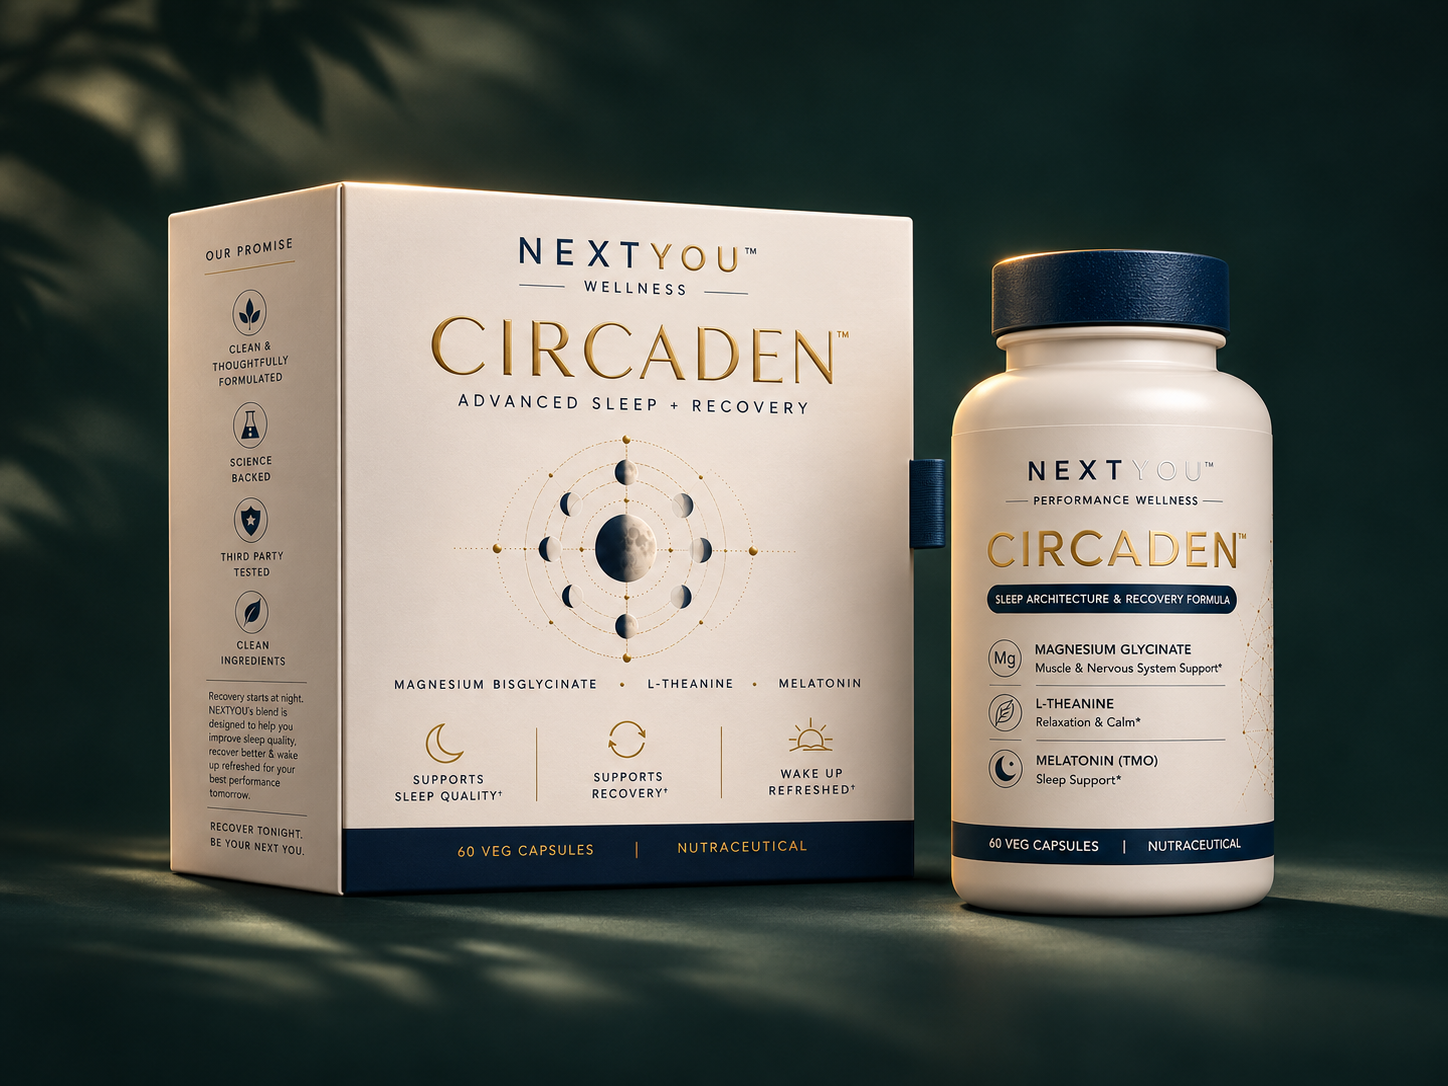 OUR PROMISE
CLEAN &
THOUGHTFULLY
FORMULATED
SCIENCE
BACKED
THIRD PARTY
TESTED
CLEAN
INGREDIENTS
Recovery starts at night.
NEXTYOU's blend is
designed to help you
improve sleep quality,
recover better & wake
up refreshed for your
best performance
tomorrow.
RECOVER TONIGHT.
BE YOUR NEXT YOU.
NEXTYOU™
WELLNESS
CIRCADEN™
ADVANCED SLEEP + RECOVERY
MAGNESIUM BISGLYCINATE • L-THEANINE • MELATONIN
SUPPORTS
SLEEP QUALITY†
SUPPORTS
RECOVERY†
WAKE UP
REFRESHED†
60 VEG CAPSULES | NUTRACEUTICAL
NEXTYOU™
PERFORMANCE WELLNESS
CIRCADEN™
SLEEP ARCHITECTURE & RECOVERY FORMULA
Mg
MAGNESIUM GLYCINATE
Muscle & Nervous System Support*
L-THEANINE
Relaxation & Calm*
MELATONIN (TMO)
Sleep Support*
60 VEG CAPSULES | NUTRACEUTICAL